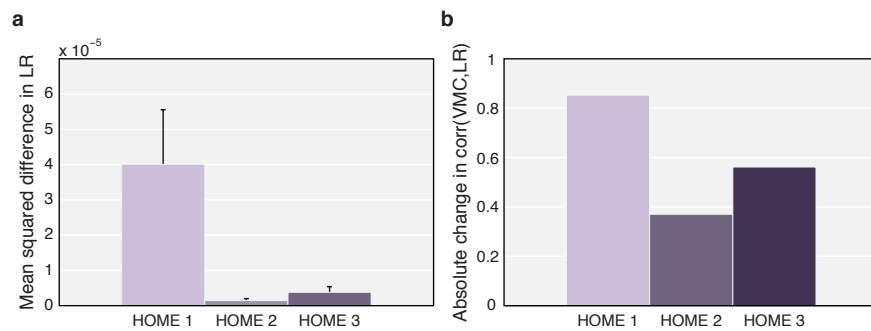 a
x 10⁻⁵
Mean squared difference in LR
6
5
4
3
2
1
0
HOME 1 HOME 2 HOME 3
b
Absolute change in corr(VMC,LR)
1
0.8
0.6
0.4
0.2
0
HOME 1 HOME 2 HOME 3